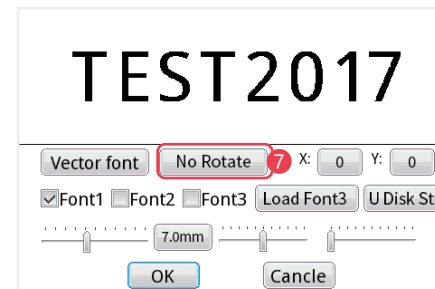 TEST2017
Vector font No Rotate 7 X: 0 Y: 0
Font1 Font2 Font3 Load Font3 U Disk St
7.0mm
OK Cancle